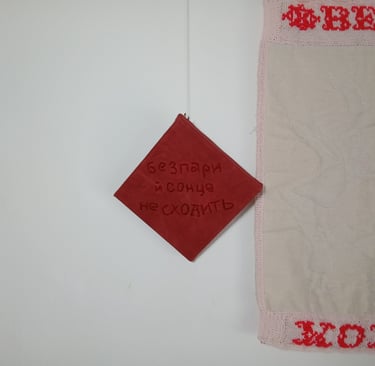 безпари
й сонце
не сходить